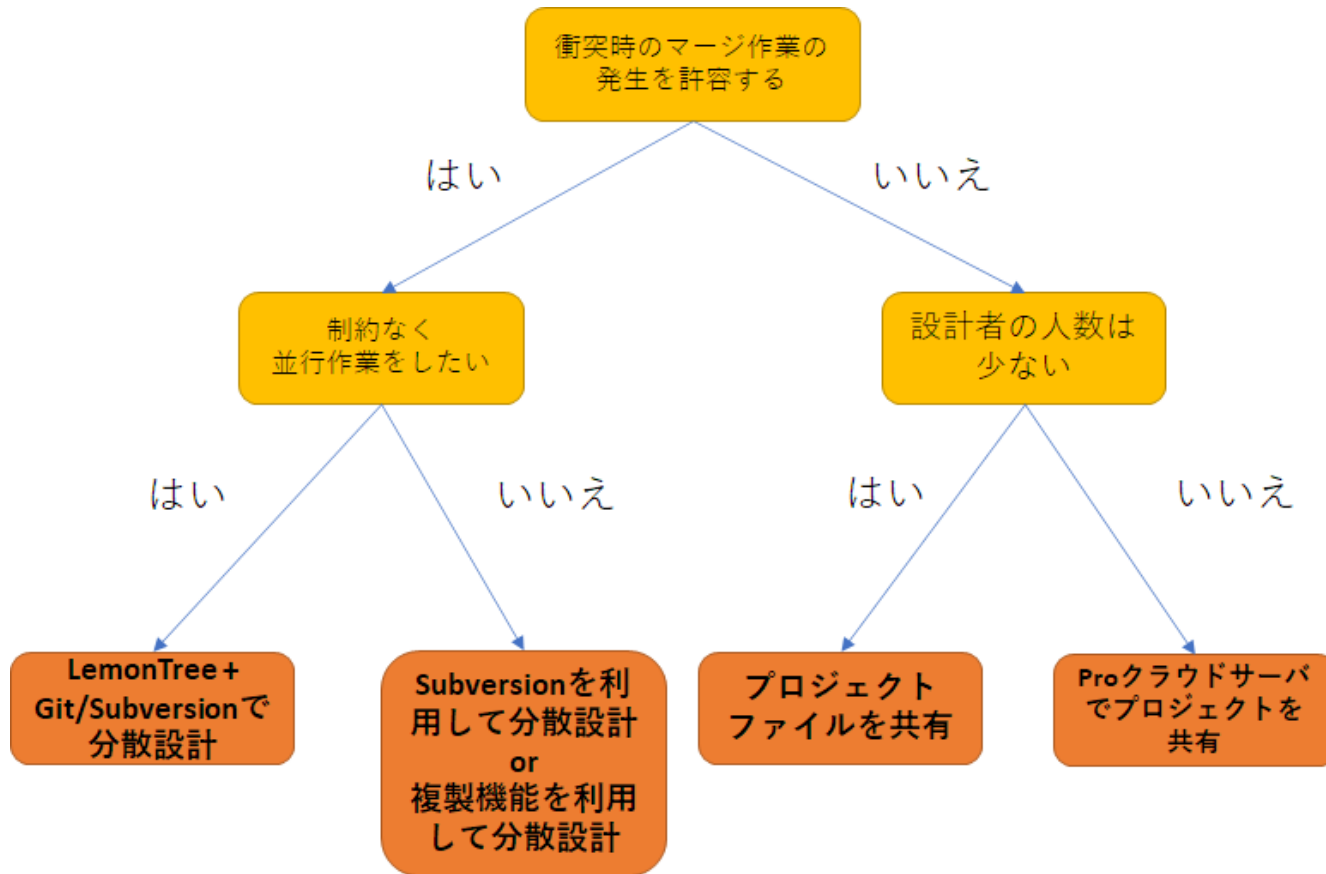 衝突時のマージ作業の
発生を許容する
はい
いいえ
制約なく
並行作業をしたい
設計者の人数は
少ない
はい
いいえ
はい
いいえ
LemonTree +
Git/Subversionで
分散設計
Subversionを利
用して分散設計
or
複製機能を利用
して分散設計
プロジェクト
ファイルを共有
Proクラウドサーバ
でプロジェクトを
共有